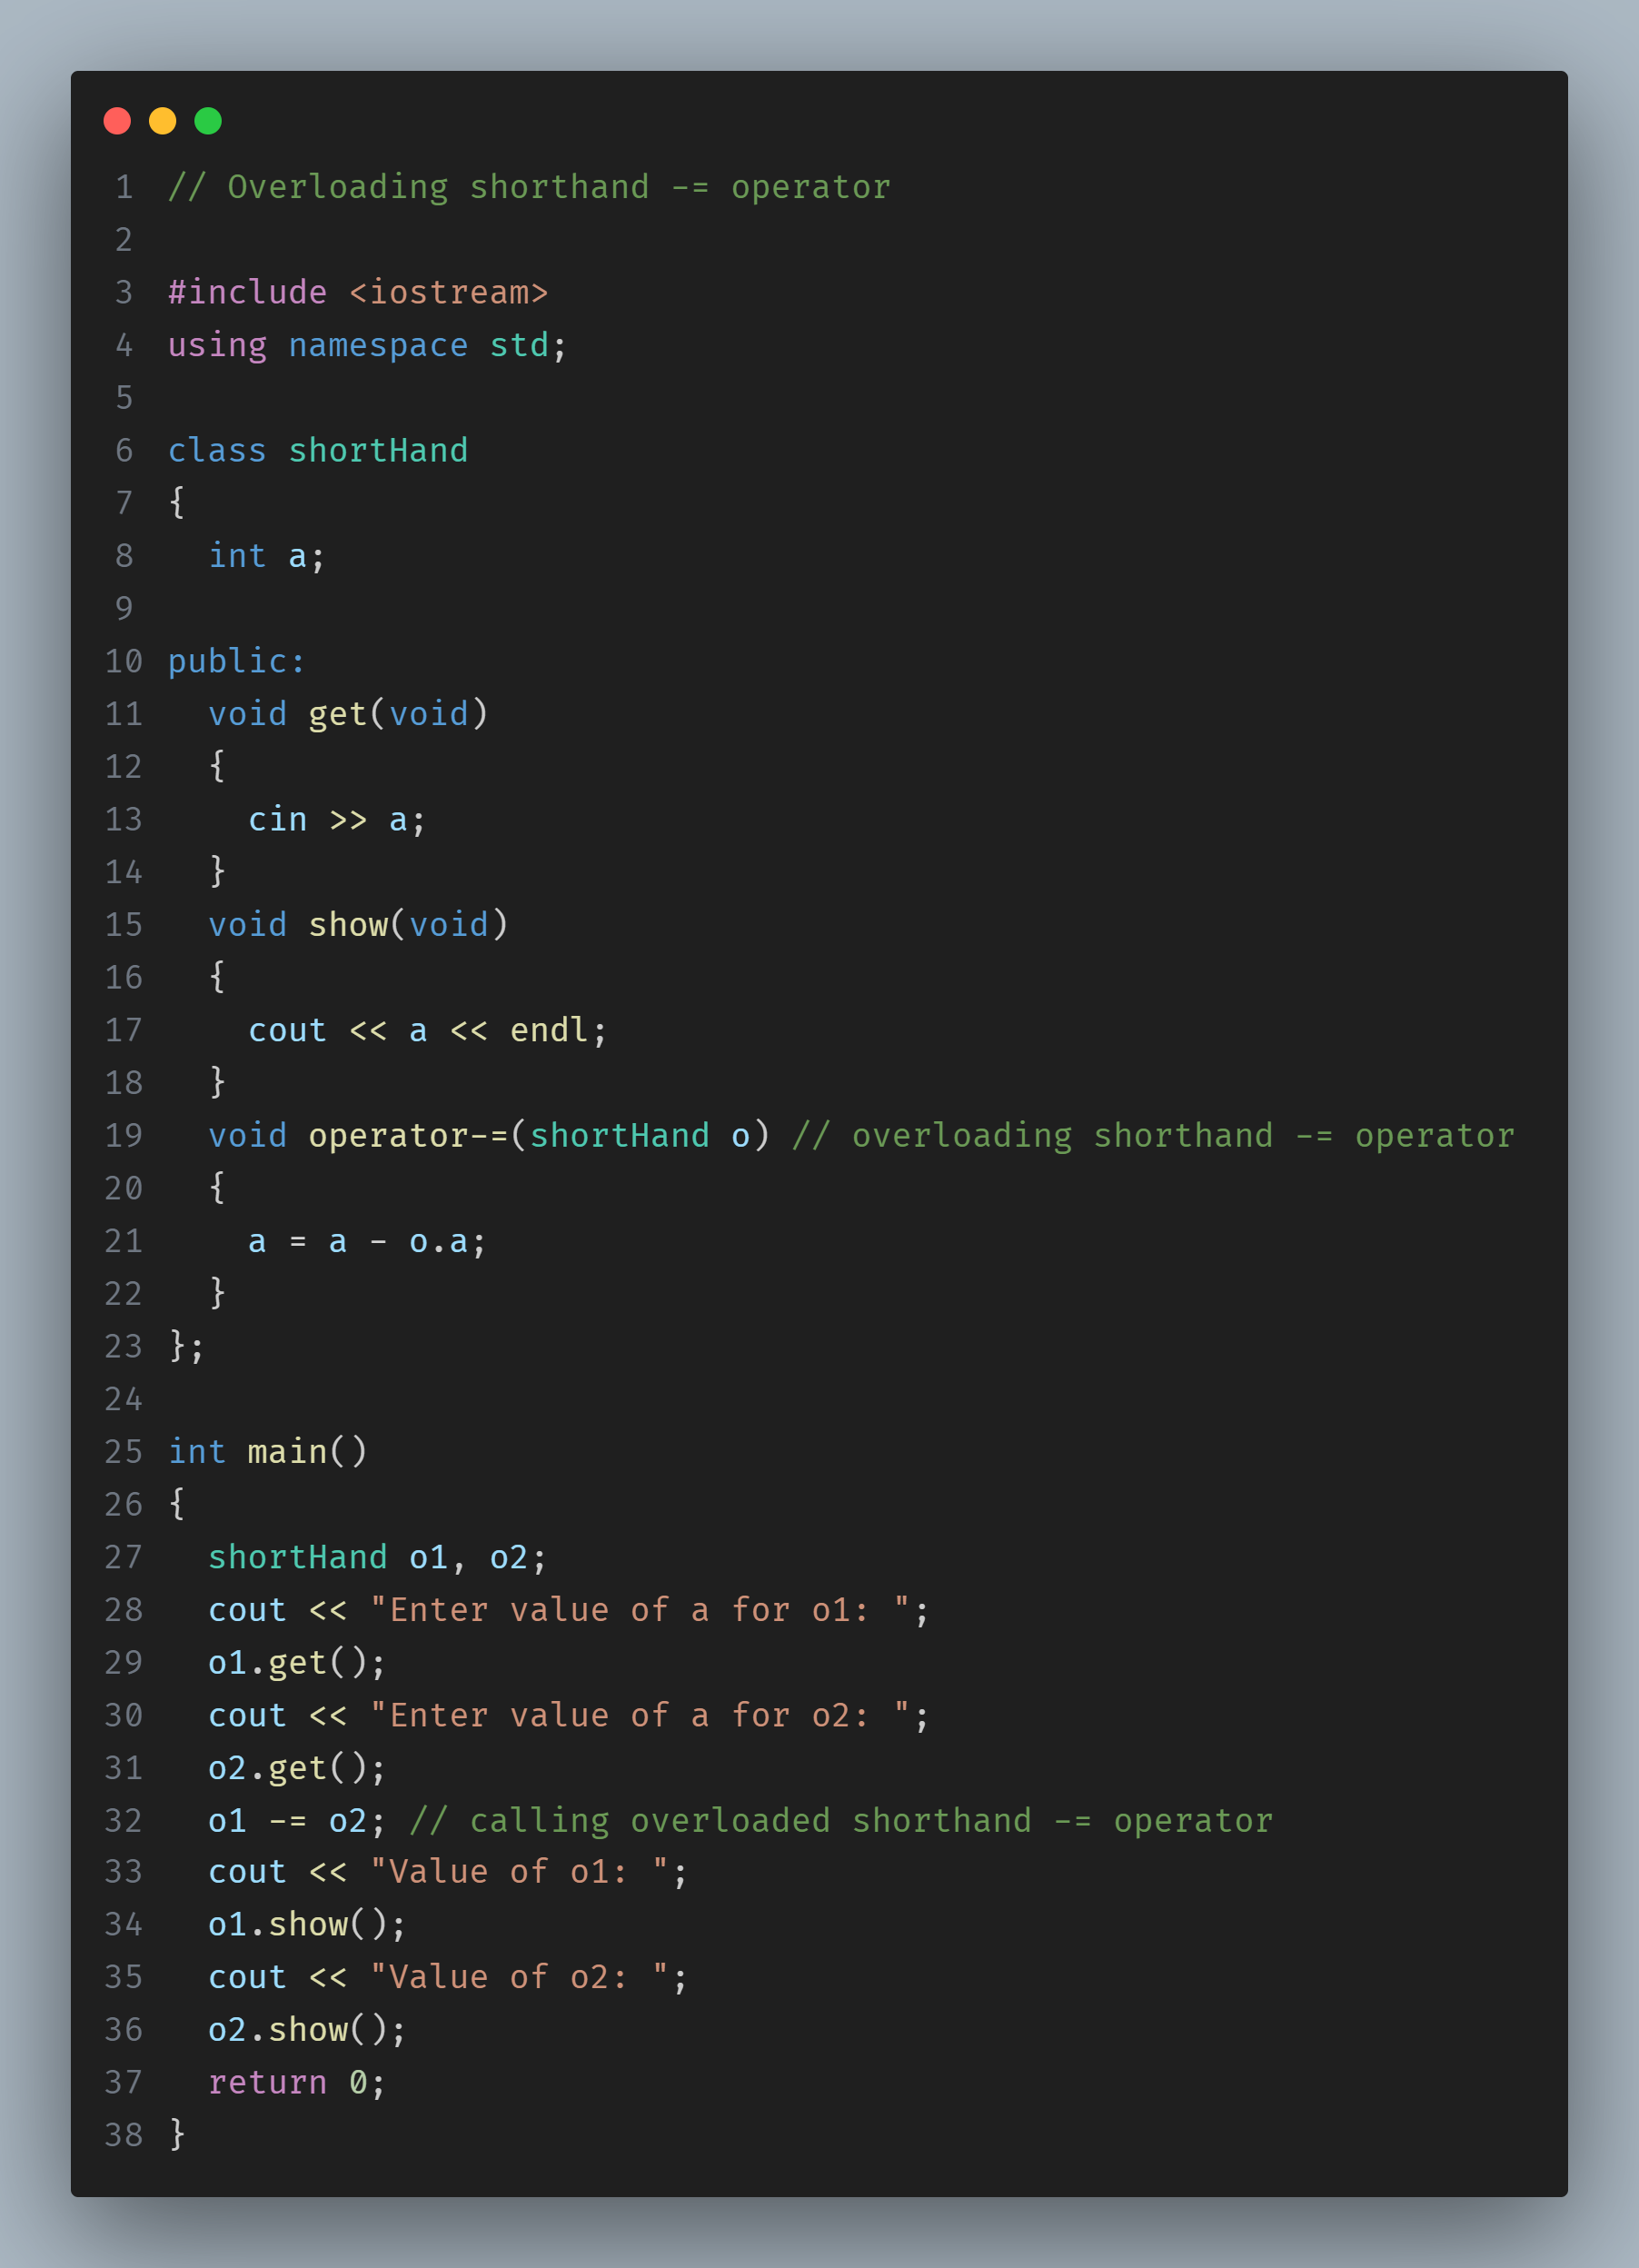 1 // Overloading shorthand -= operator
2
3 #include <iostream>
4 using namespace std;
5
6 class shortHand
7 {
8   int a;
9
10 public:
11   void get(void)
12   {
13     cin >> a;
14   }
15   void show(void)
16   {
17     cout << a << endl;
18   }
19   void operator-=(shortHand o) // overloading shorthand -= operator
20   {
21     a = a - o.a;
22   }
23 };
24
25 int main()
26 {
27   shortHand o1, o2;
28   cout << "Enter value of a for o1: ";
29   o1.get();
30   cout << "Enter value of a for o2: ";
31   o2.get();
32   o1 -= o2; // calling overloaded shorthand -= operator
33   cout << "Value of o1: ";
34   o1.show();
35   cout << "Value of o2: ";
36   o2.show();
37   return 0;
38 }